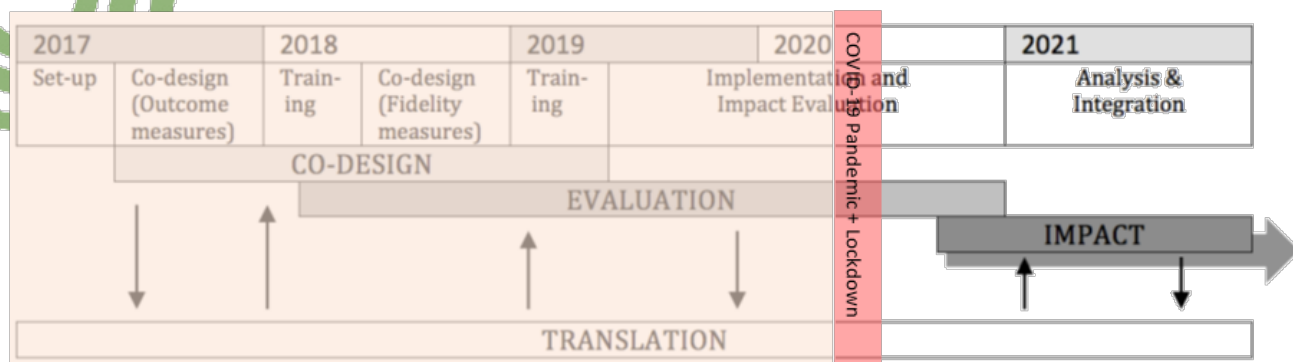 2017 2018 2019 2020 2021
Set-up Co-design Train- Co-design Train- Implementation and Analysis &
(Outcome ing (Fidelity ing Impact Evaluation Integration
measures) measures)
CO-DESIGN
EVALUATION
IMPACT
TRANSLATION
COVID-19 Pandemic + Lockdown